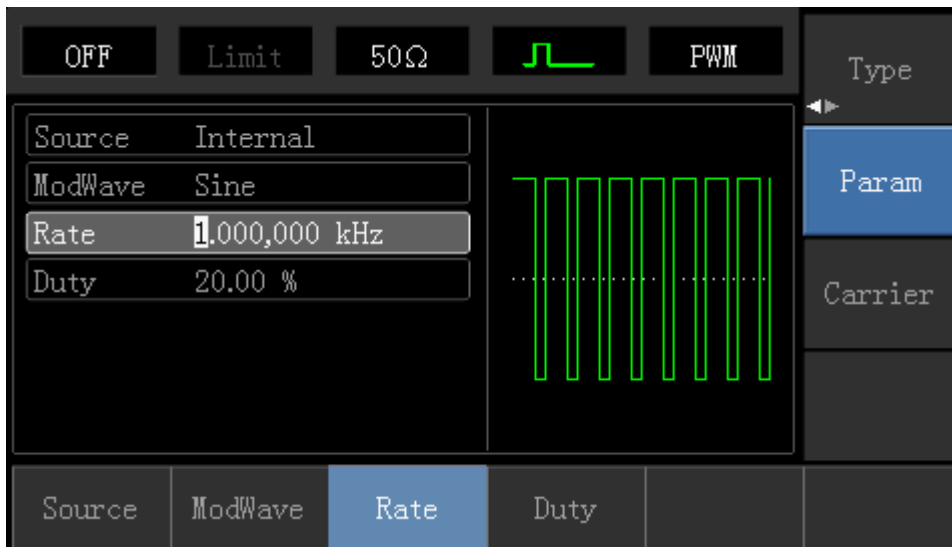 OFF Limit 50Ω PWM
Type
Source Internal
ModWave Sine
Param
Rate 1.000,000 kHz
Duty 20.00 %
Carrier
Source ModWave Rate Duty